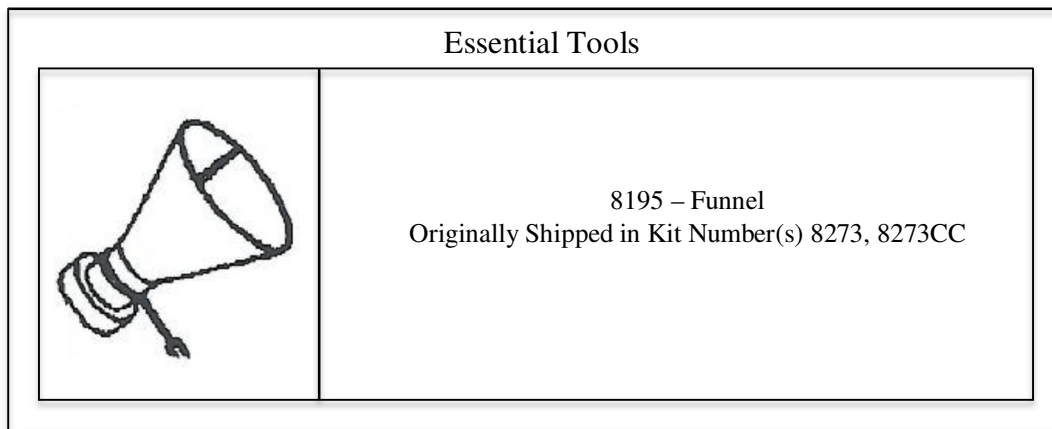 Essential Tools
8195 – Funnel
Originally Shipped in Kit Number(s) 8273, 8273CC